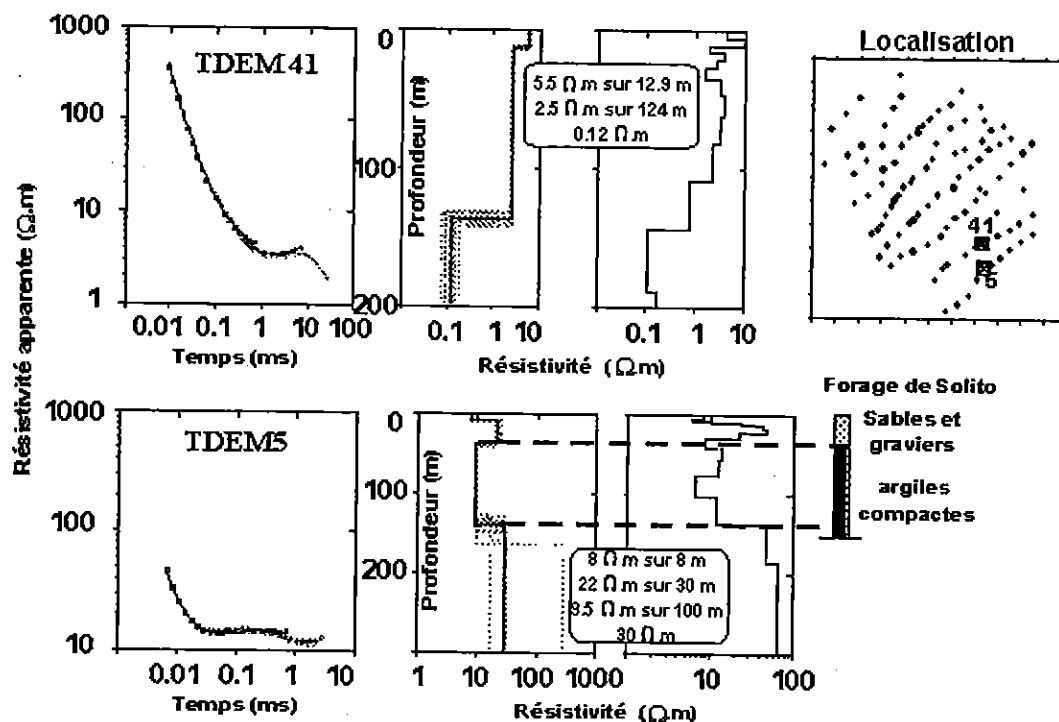 1000
100
10
1
TDEM 41
0.01 0.1 1 10 100
Temps (ms)
Résistivité apparente (Ω.m)
0
100
200
Profondeur (m)
5.5 Ω m sur 12.9 m
2.5 Ω m sur 124 m
0.12 Ω.m
0.1 1 10
0.1 1 10
Résistivité (Ω.m)
Localisation
41
5
1000
100
10
TDEM5
0.01 0.1 1 10
Temps (ms)
0
100
200
Profondeur (m)
8 Ω m sur 8 m
22 Ω m sur 30 m
9.5 Ω m sur 100 m
30 Ω.m
1 10 100 1000
10 100
Résistivité (Ω.m)
Forage de Solito
Sables et
graviers
argiles
compactes